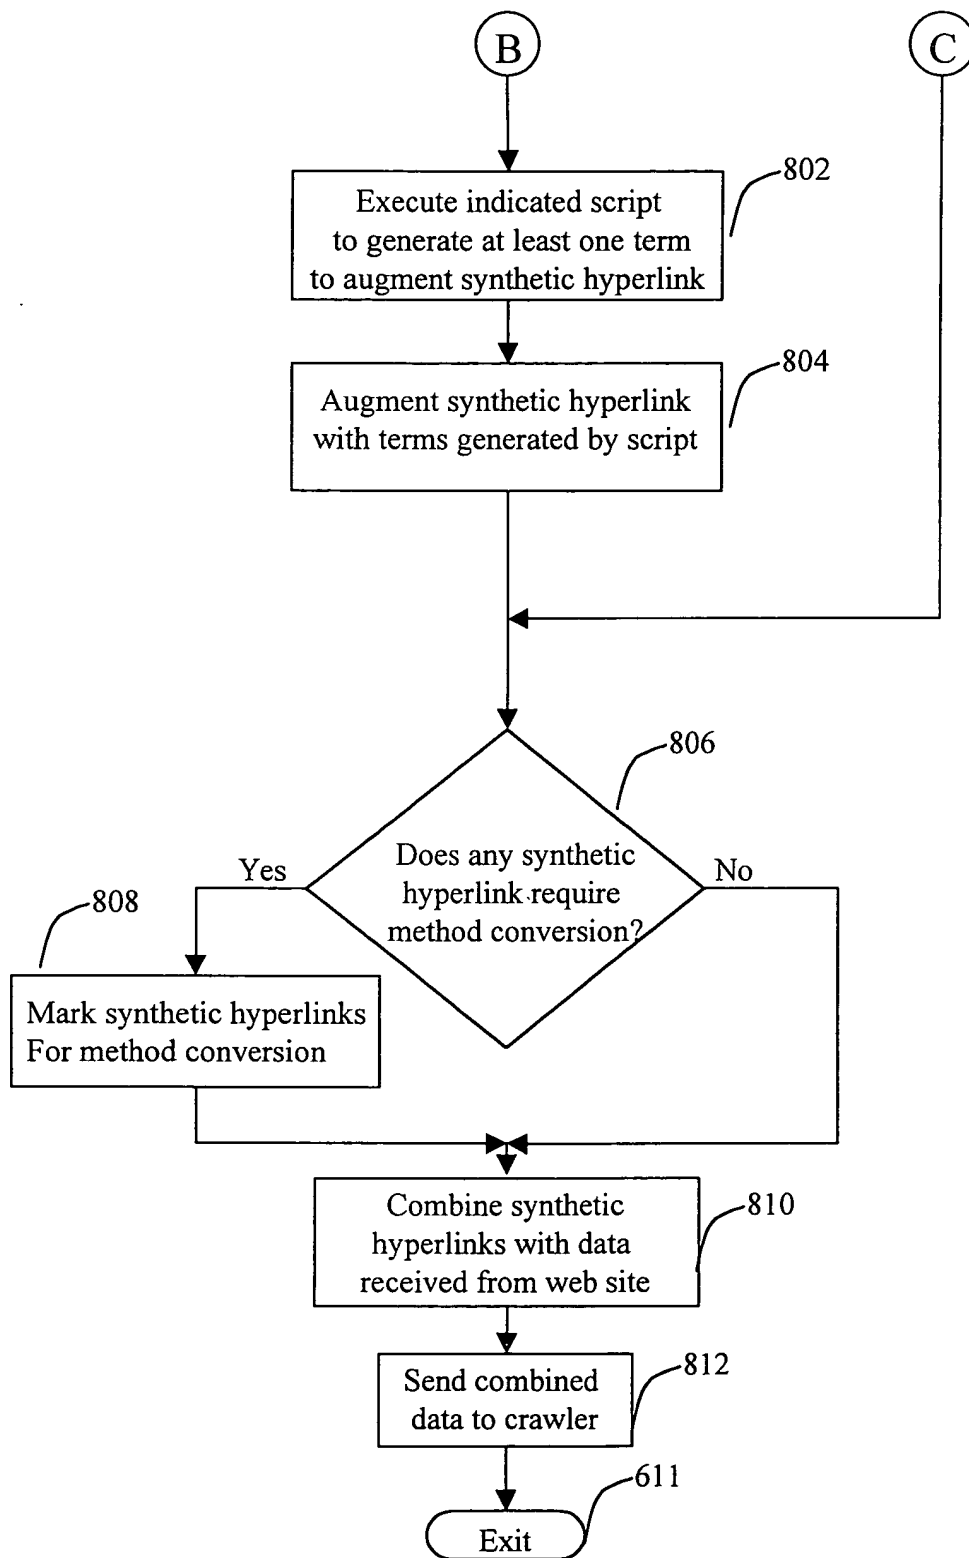 B
C
802
Execute indicated script
to generate at least one term
to augment synthetic hyperlink
804
Augment synthetic hyperlink
with terms generated by script
806
Does any synthetic
hyperlink require
method conversion?
Yes
No
808
Mark synthetic hyperlinks
For method conversion
810
Combine synthetic
hyperlinks with data
received from web site
812
Send combined
data to crawler
611
Exit